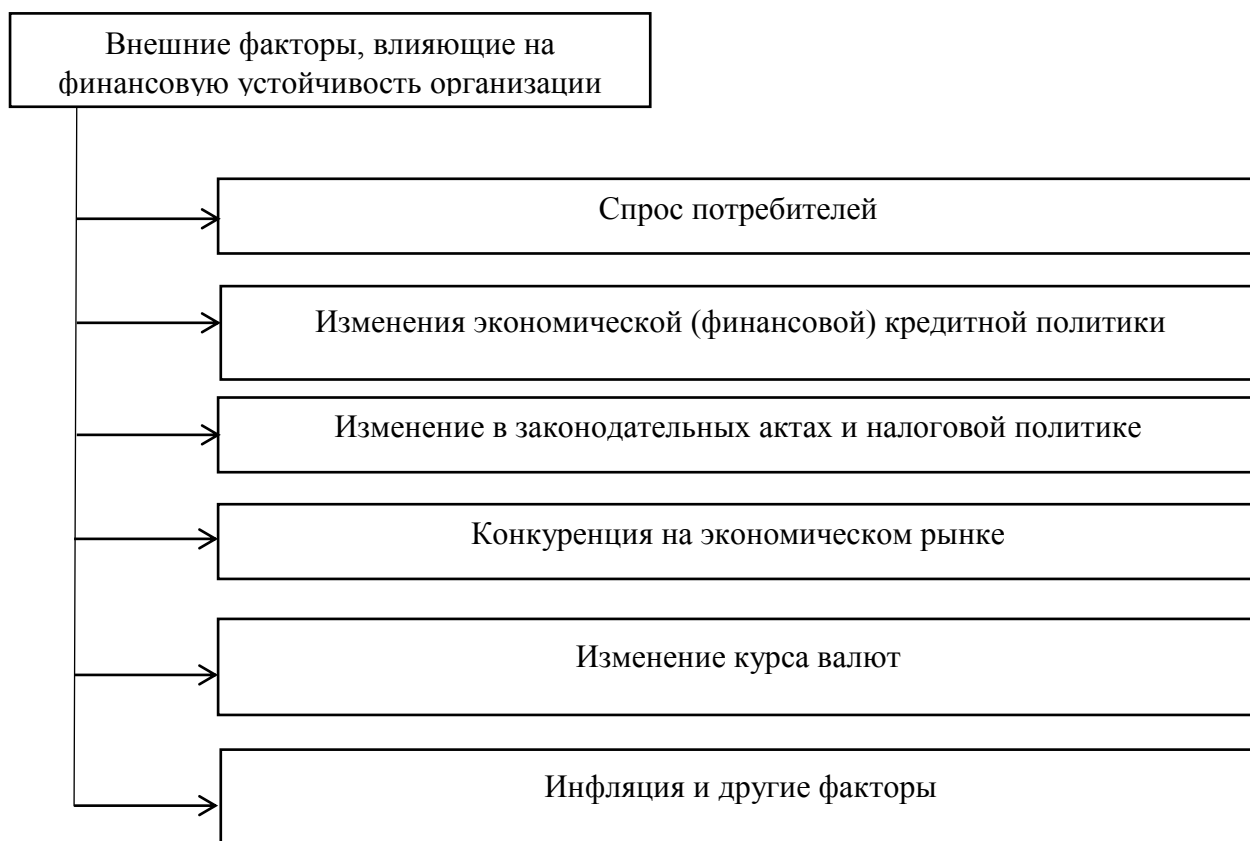 Внешние факторы, влияющие на
финансовую устойчивость организации
Спрос потребителей
Изменения экономической (финансовой) кредитной политики
Изменение в законодательных актах и налоговой политике
Конкуренция на экономическом рынке
Изменение курса валют
Инфляция и другие факторы